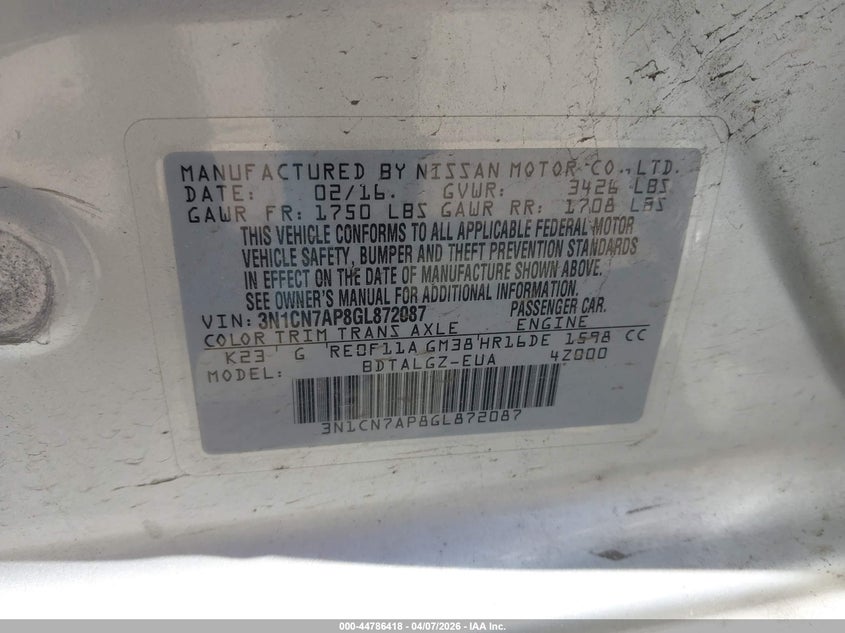 MANUFACTURED BY NISSAN MOTOR CO., LTD.
DATE: 02/16. GVWR: 3426 LBS
GAWR FR: 1750 LBS GAWR RR: 1708 LBS
THIS VEHICLE CONFORMS TO ALL APPLICABLE FEDERAL MOTOR
VEHICLE SAFETY, BUMPER AND THEFT PREVENTION STANDARDS
IN EFFECT ON THE DATE OF MANUFACTURE SHOWN ABOVE.
SEE OWNER'S MANUAL FOR ADDITIONAL INFORMATION.
VIN: 3N1CN7AP8GL872087 PASSENGER CAR.
COLOR TRIM TRANS AXLE ENGINE
K23 G RE0F11A GM38 HR16DE 1598 CC
MODEL: BDTALGZ-EUA 4Z000
3N1CN7AP8GL872087
000-44786418 - 04/07/2026 - IAA Inc.